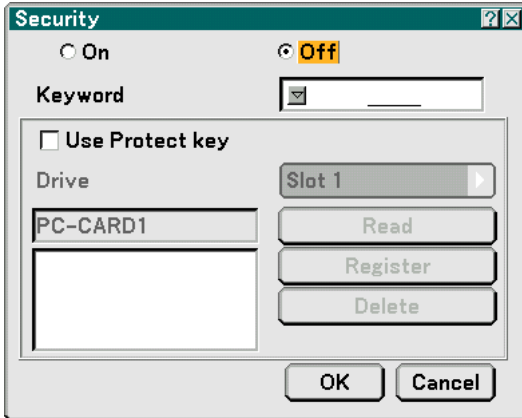 Security
On Off
Keyword
Use Protect key
Drive Slot 1
PC-CARD1 Read
Register
Delete
OK Cancel